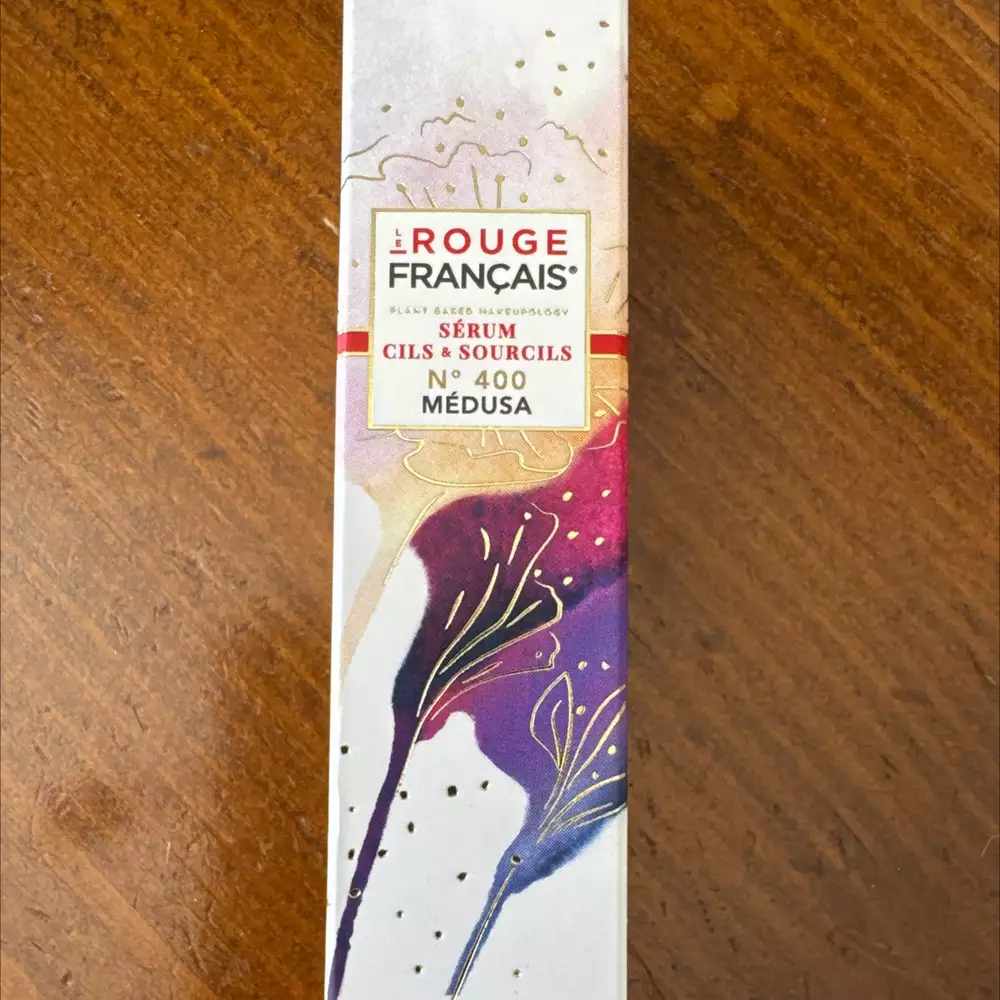 LE ROUGE
FRANÇAIS®
PLANT BASED MAKEUPOLOGY
SÉRUM
CILS & SOURCILS
N° 400
MÉDUSA